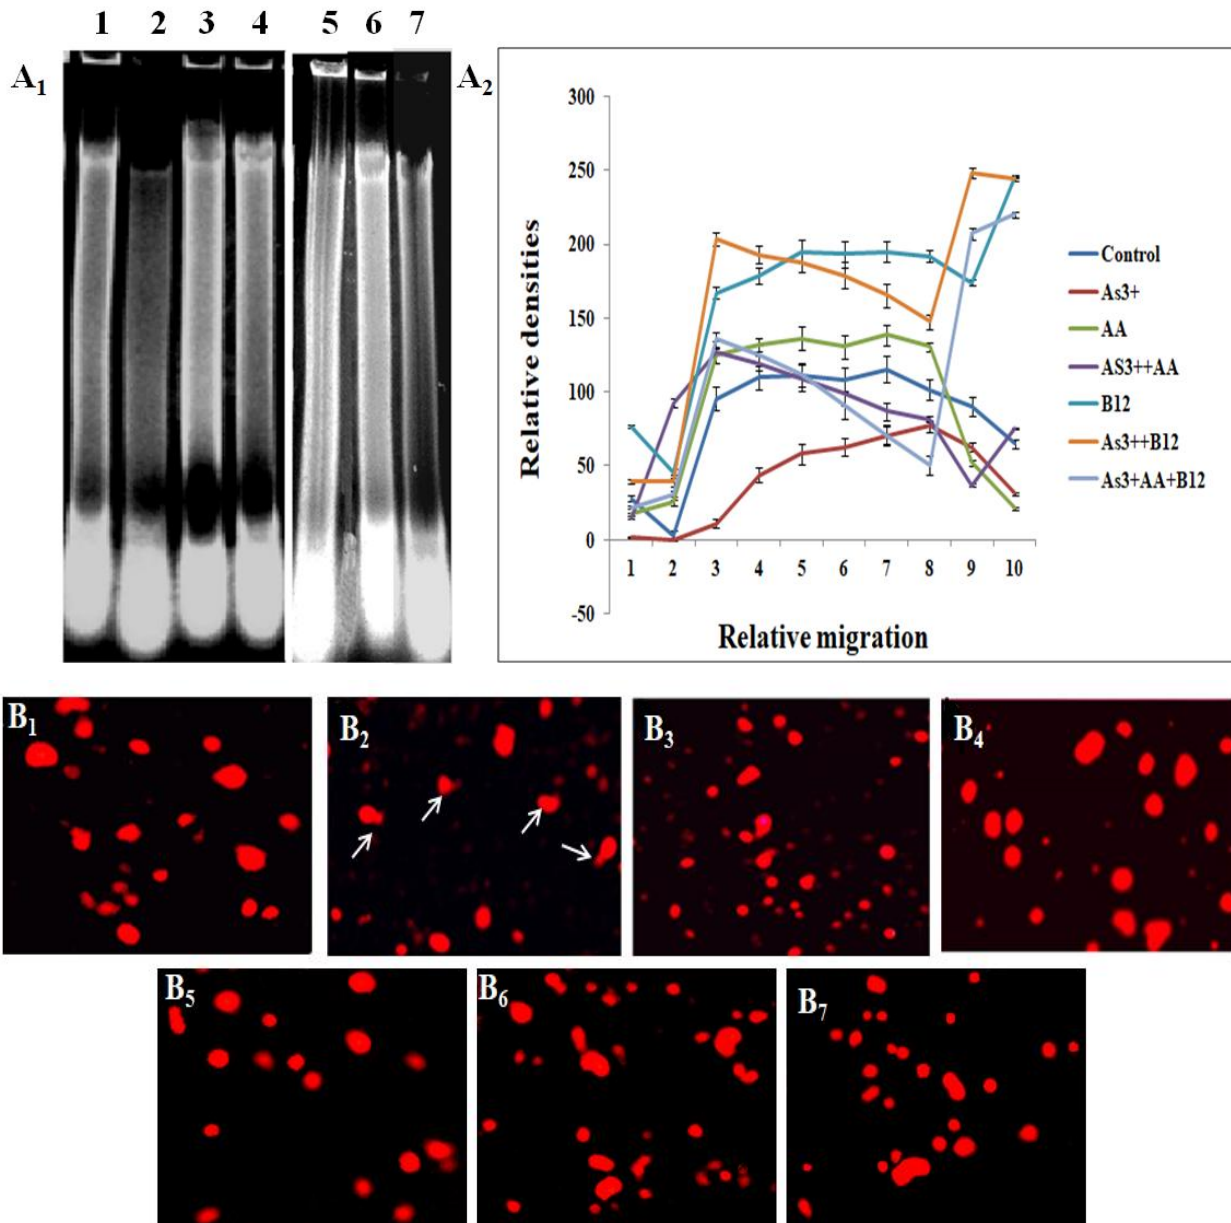 1 2 3 4 5 6 7
A1
A2
300
250
200
150
100
50
0
-50
Relative densities
1 2 3 4 5 6 7 8 9 10
Relative migration
Control
As3+
AA
AS3++AA
B12
As3++B12
As3+AA+B12
B1
B2
B3
B4
B5
B6
B7